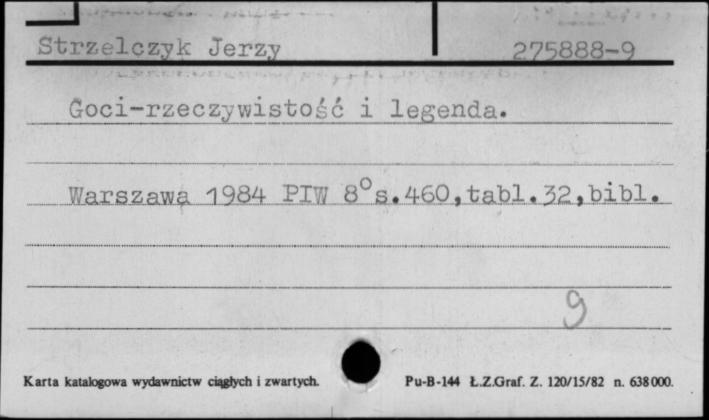 Strzelczyk Jerzy 275888-9
Goci-rzeczywistość i legenda.
Warszawa 1984 PIW 8°s.460,tabl.32,bibl.
9
Karta katalogowa wydawnictw ciągłych i zwartych. Pu-B-144 Ł.Z.Graf. Z. 120/15/82 n. 638000.